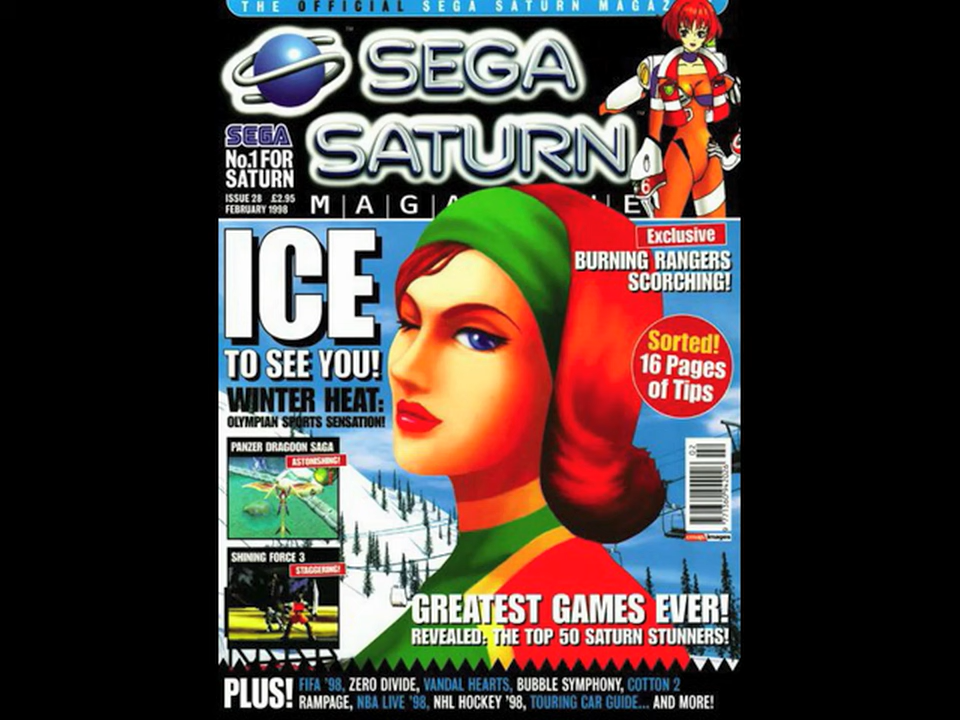 THE OFFICIAL SEGA SATURN MAGAZ
SEGA
SATURN
MAGA E
SEGA
No.1 FOR
SATURN
ISSUE 28 £2.95
FEBRUARY 1998
ICE
TO SEE YOU!
WINTER HEAT:
OLYMPIAN SPORTS SENSATION!
PANZER DRAGOON SAGA
ASTONISHING!
SHINING FORCE 3
STAGGERING!
Exclusive
BURNING RANGERS
SCORCHING!
Sorted!
16 Pages
of Tips
02
GREATEST GAMES EVER!
REVEALED: THE TOP 50 SATURN STUNNERS!
PLUS! FIFA '98, ZERO DIVIDE, VANDAL HEARTS, BUBBLE SYMPHONY, COTTON 2
RAMPAGE, NBA LIVE '98, NHL HOCKEY '98, TOURING CAR GUIDE... AND MORE!